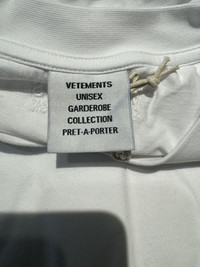 VETEMENTS
UNISEX
GARDEROBE
COLLECTION
PRET-A-PORTER